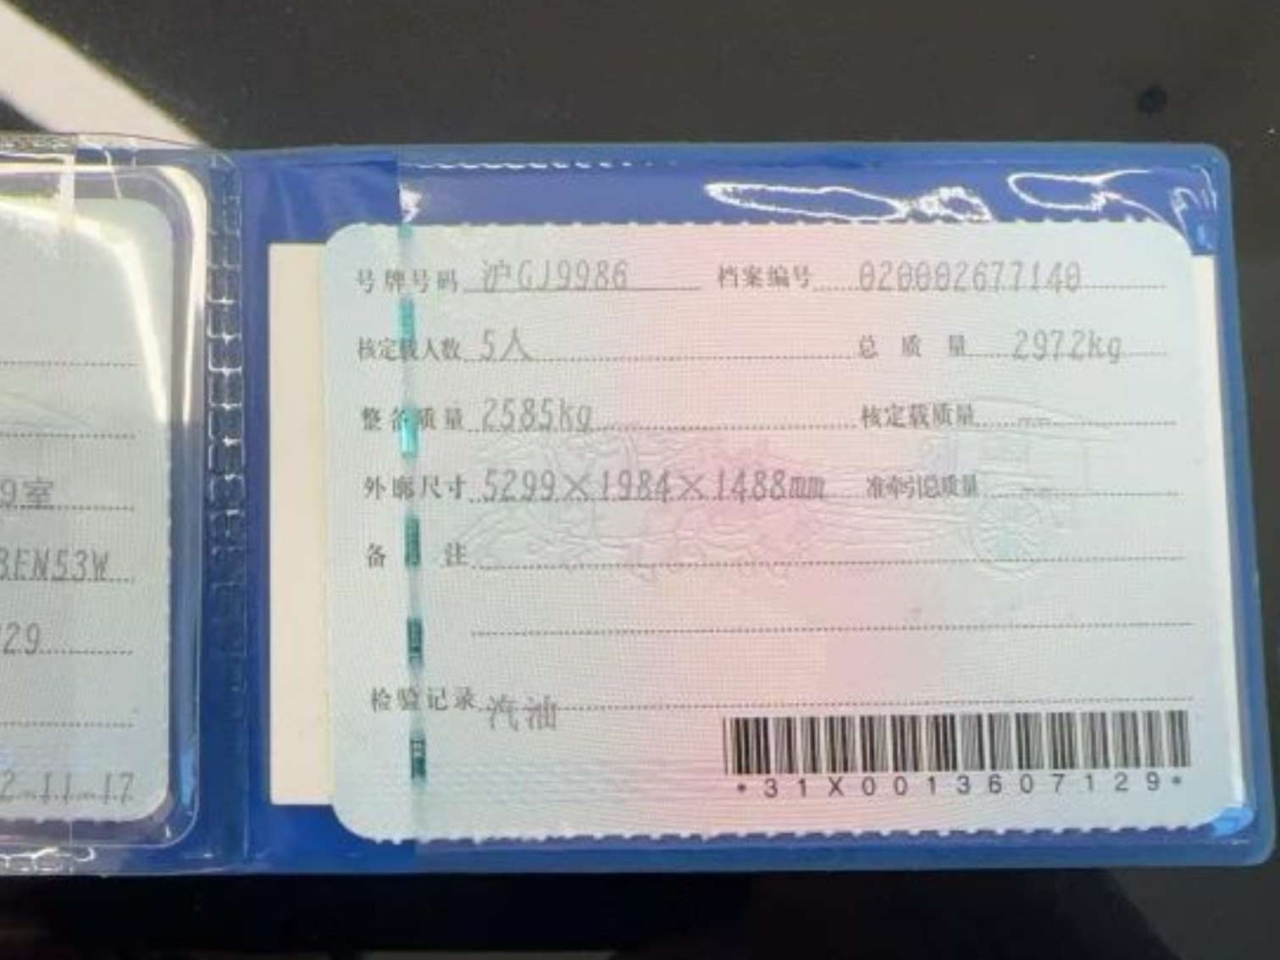 号牌号码 沪GJ9986 档案编号 020002677140
核定载人数 5人 总质量 2972kg
整备质量 2585kg 核定载质量 --
外廓尺寸 5299×1984×1488mm 准牵引总质量 --
备注
检验记录 汽油
*31X0013607129*
9室
EN53W
29
2-11-17